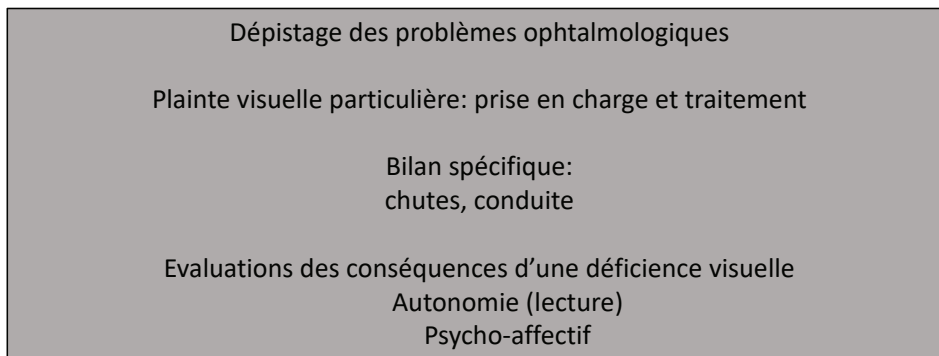 Dépistage des problèmes ophtalmologiques
Plainte visuelle particulière: prise en charge et traitement
Bilan spécifique:
chutes, conduite
Evaluations des conséquences d’une déficience visuelle
Autonomie (lecture)
Psycho-affectif